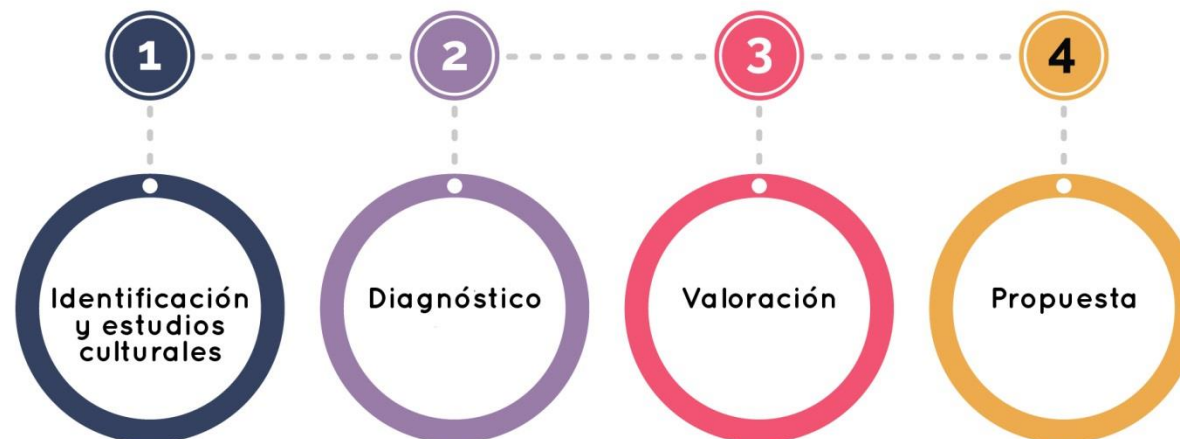 1
2
3
4
Identificación
y estudios
culturales
Diagnóstico
Valoración
Propuesta